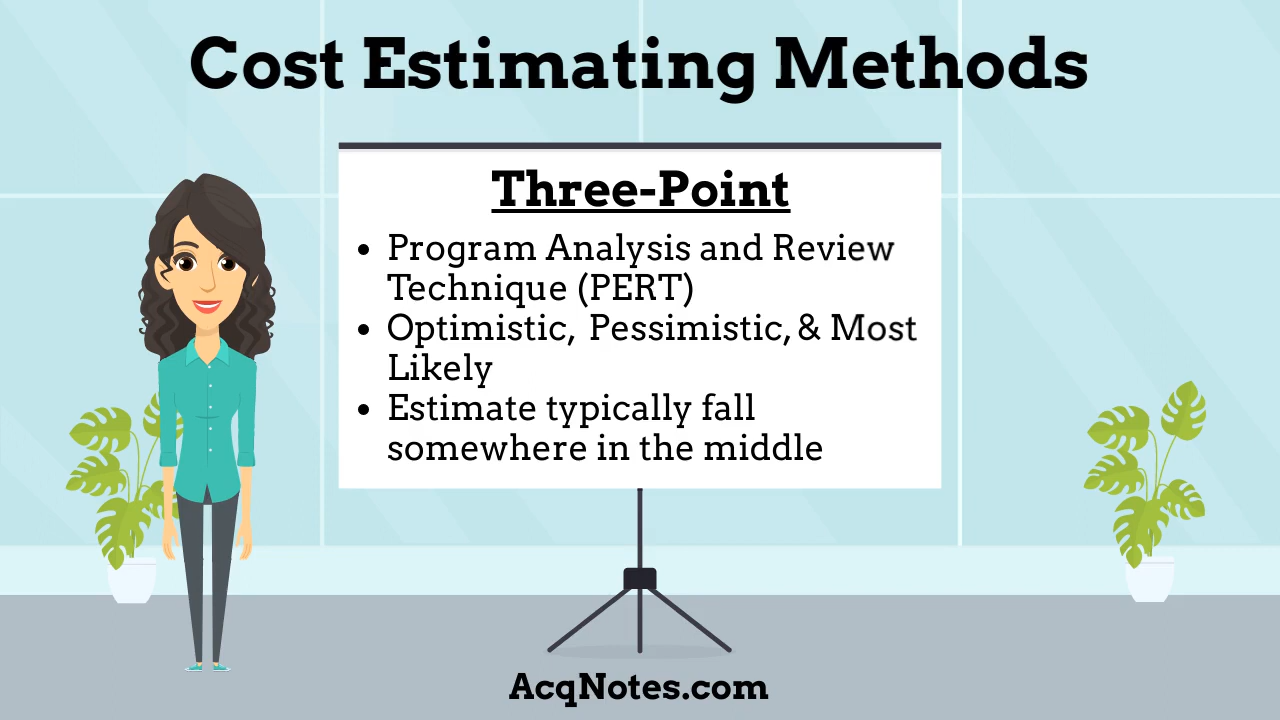 Cost Estimating Methods
Three-Point
• Program Analysis and Review
Technique (PERT)
• Optimistic, Pessimistic, & Most
Likely
• Estimate typically fall
somewhere in the middle
AcqNotes.com